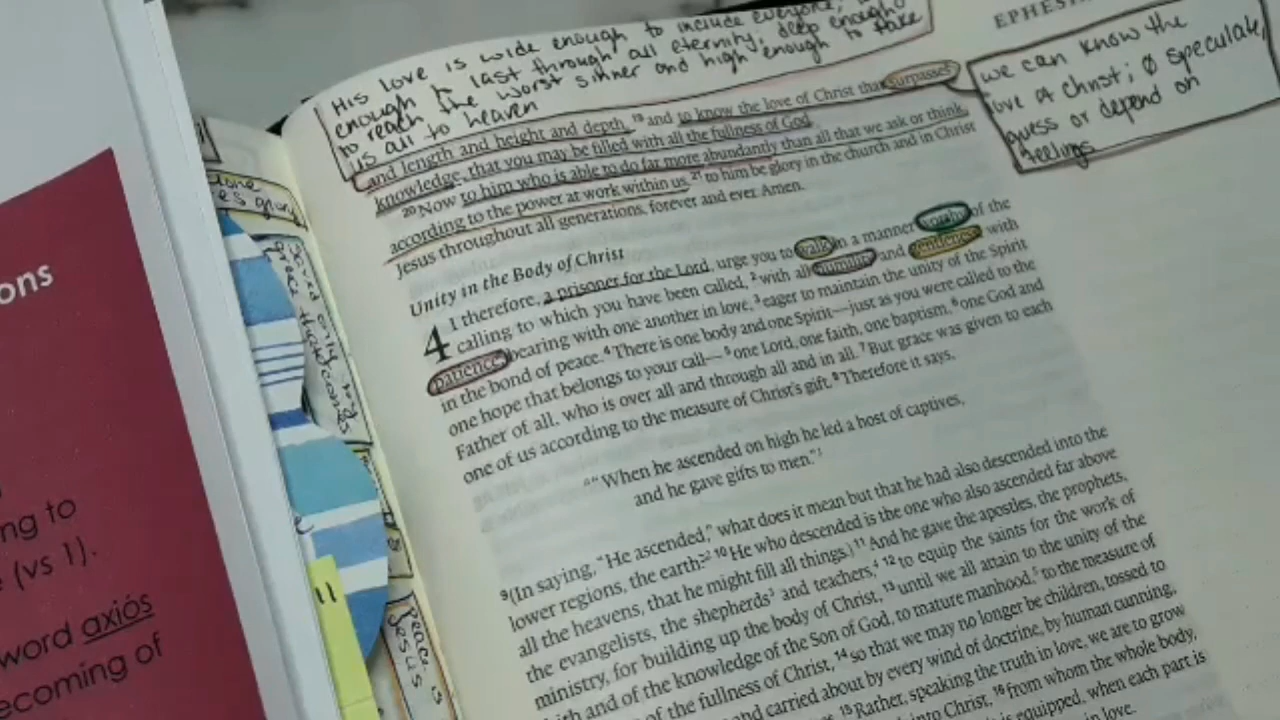 His love is wide enough to include everyone;
enough to last through all eternity; deep enough
to reach the worst sinner and high enough to take
us all to heaven
EPHES
we can know the
love of Christ; Ø speculate,
guess or depend on
feelings
and length and height and depth, 19 and to know the love of Christ that surpasses
knowledge, that you may be filled with all the fullness of God.
20 Now to him who is able to do far more abundantly than all that we ask or think,
according to the power at work within us, 21 to him be glory in the church and in Christ
Jesus throughout all generations, forever and ever. Amen.
Unity in the Body of Christ
4 I therefore, a prisoner for the Lord, urge you to walk in a manner worthy of the
calling to which you have been called, 2 with all humility and gentleness, with
patience, bearing with one another in love, 3 eager to maintain the unity of the Spirit
in the bond of peace. 4 There is one body and one Spirit—just as you were called to the
one hope that belongs to your call— 5 one Lord, one faith, one baptism, 6 one God and
Father of all, who is over all and through all and in all. 7 But grace was given to each
one of us according to the measure of Christ's gift. 8 Therefore it says,
"When he ascended on high he led a host of captives,
and he gave gifts to men."1
9 (In saying, "He ascended," what does it mean but that he had also descended into the
lower regions, the earth?2 10 He who descended is the one who also ascended far above
all the heavens, that he might fill all things.) 11 And he gave the apostles, the prophets,
the evangelists, the shepherds3 and teachers,4 12 to equip the saints for the work of
ministry, for building up the body of Christ, 13 until we all attain to the unity of the
faith and of the knowledge of the Son of God, to mature manhood,5 to the measure of
of the fullness of Christ, 14 so that we may no longer be children, tossed to
and carried about by every wind of doctrine, by human cunning,
15 Rather, speaking the truth in love, we are to grow
into Christ, 16 from whom the whole body,
is equipped, when each part is
in love.
ons
ng to
(vs 1).
word axiós
ecoming of
11
peace is
Jesus